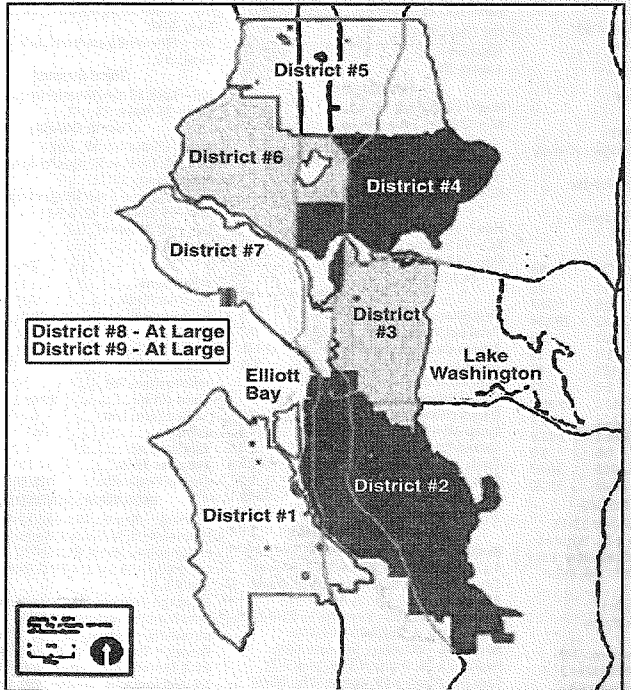 District #5
District #6
District #4
District #7
District
#3
District #8 - At Large
District #9 - At Large
Lake
Washington
Elliott
Bay
District #2
District #1